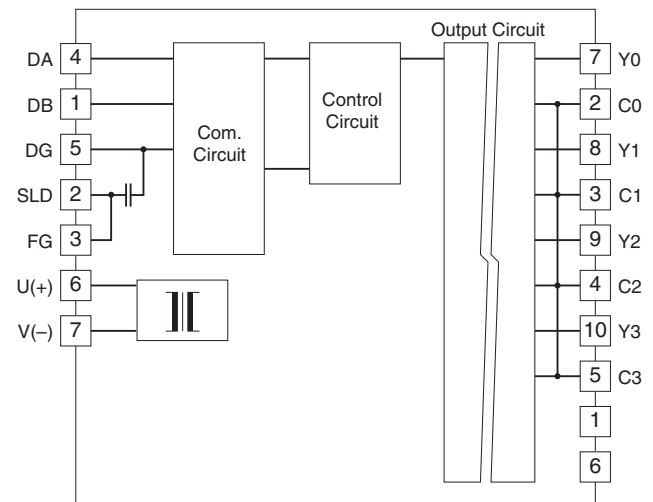 Output Circuit
DA 4
7 Y0
DB 1
2 C0
Control
Circuit
Com.
Circuit
DG 5
8 Y1
SLD 2
3 C1
FG 3
9 Y2
U(+) 6
4 C2
V(–) 7
10 Y3
5 C3
1
6